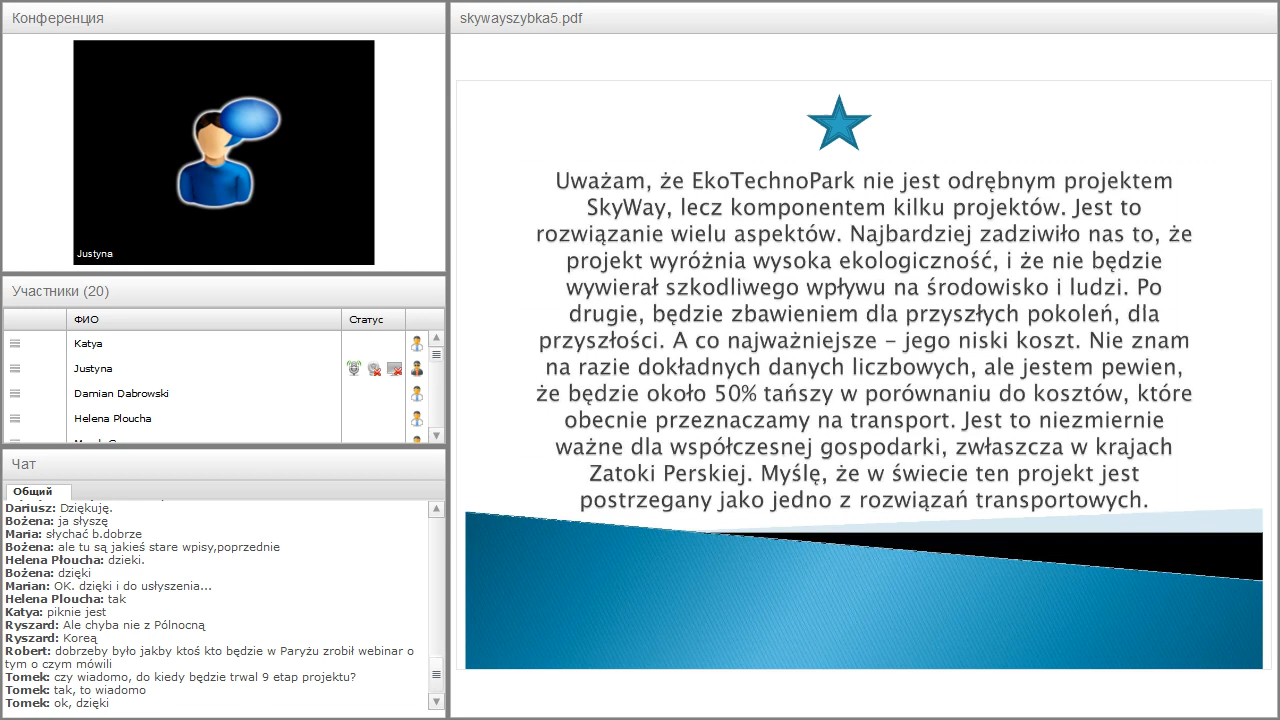 Конференция
Justyna
Участники (20)
ФИО
Статус
Katya
Justyna
Damian Dabrowski
Helena Ploucha
Чат
Общий
Dariusz: Dziękuję.
Bożena: ja słyszę
Maria: słychać b.dobrze
Bożena: ale tu są jakieś stare wpisy,poprzednie
Helena Płoucha: dzieki.
Bożena: dzięki
Marian: OK. dzięki i do usłyszenia...
Helena Płoucha: tak
Katya: piknie jest
Ryszard: Ale chyba nie z Pólnocną
Ryszard: Koreą
Robert: dobrzeby było jakby ktoś kto będzie w Paryżu zrobił webinar o
tym o czym mówili
Tomek: czy wiadomo, do kiedy będzie trwal 9 etap projektu?
Tomek: tak, to wiadomo
Tomek: ok, dzięki
skywayszybka5.pdf
Uważam, że EkoTechnoPark nie jest odrębnym projektem
SkyWay, lecz komponentem kilku projektów. Jest to
rozwiązanie wielu aspektów. Najbardziej zadziwiło nas to, że
projekt wyróżnia wysoka ekologiczność, i że nie będzie
wywierał szkodliwego wpływu na środowisko i ludzi. Po
drugie, będzie zbawieniem dla przyszłych pokoleń, dla
przyszłości. A co najważniejsze – jego niski koszt. Nie znam
na razie dokładnych danych liczbowych, ale jestem pewien,
że będzie około 50% tańszy w porównaniu do kosztów, które
obecnie przeznaczamy na transport. Jest to niezmiernie
ważne dla współczesnej gospodarki, zwłaszcza w krajach
Zatoki Perskiej. Myślę, że w świecie ten projekt jest
postrzegany jako jedno z rozwiązań transportowych.